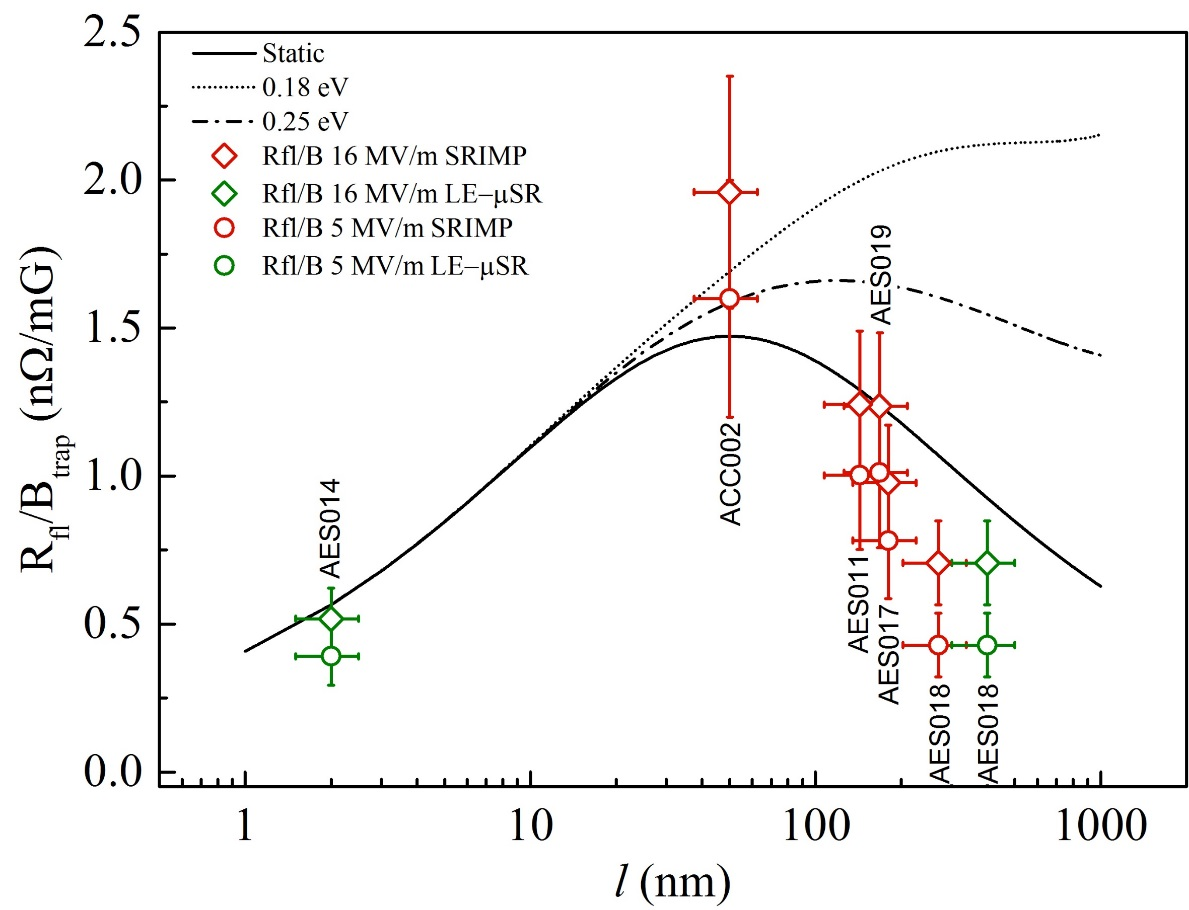 2.5
2.0
1.5
1.0
0.5
0.0
Rfl/Btrap (nΩ/mG)
Static
0.18 eV
0.25 eV
Rfl/B 16 MV/m SRIMP
Rfl/B 16 MV/m LE–μSR
Rfl/B 5 MV/m SRIMP
Rfl/B 5 MV/m LE–μSR
AES014
ACC002
AES019
AES011
AES017
AES018
AES018
1
10
100
1000
l (nm)